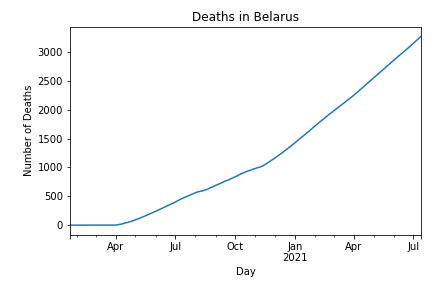 Deaths in Belarus
Number of Deaths
3000
2500
2000
1500
1000
500
0
Apr
Jul
Oct
Jan
2021
Apr
Jul
Day